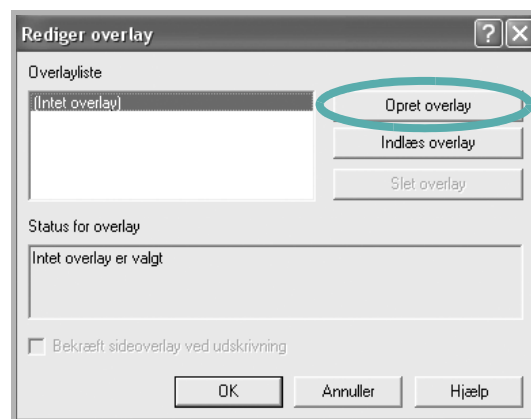 Rediger overlay
Overlayliste
(Intet overlay)
Opret overlay
Indlæs overlay
Slet overlay
Status for overlay
Intet overlay er valgt
Bekræft sideoverlay ved udskrivning
OK Annuller Hjælp